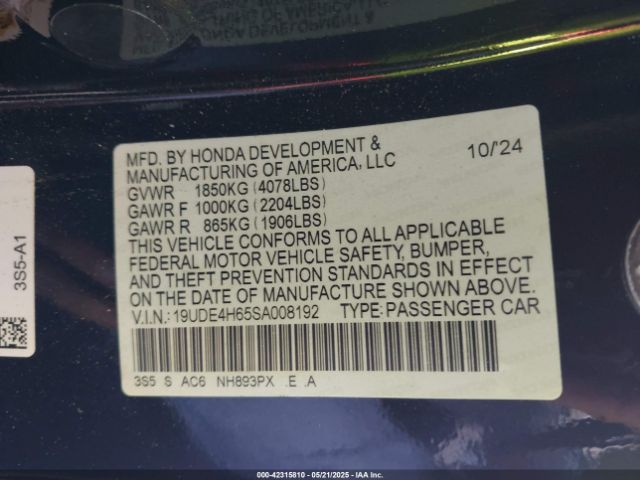 MFD. BY HONDA DEVELOPMENT & 10/'24
MANUFACTURING OF AMERICA, LLC
GVWR 1850KG (4078LBS)
GAWR F 1000KG (2204LBS)
GAWR R 865KG (1906LBS)
THIS VEHICLE CONFORMS TO ALL APPLICABLE
FEDERAL MOTOR VEHICLE SAFETY, BUMPER,
AND THEFT PREVENTION STANDARDS IN EFFECT
ON THE DATE OF MANUFACTURE SHOWN ABOVE.
V.I.N.: 19UDE4H65SA008192 TYPE: PASSENGER CAR
3S5 S AC6 NH893PX .E .A
3S5-A1
000-42315810 - 05/21/2025 - IAA Inc.